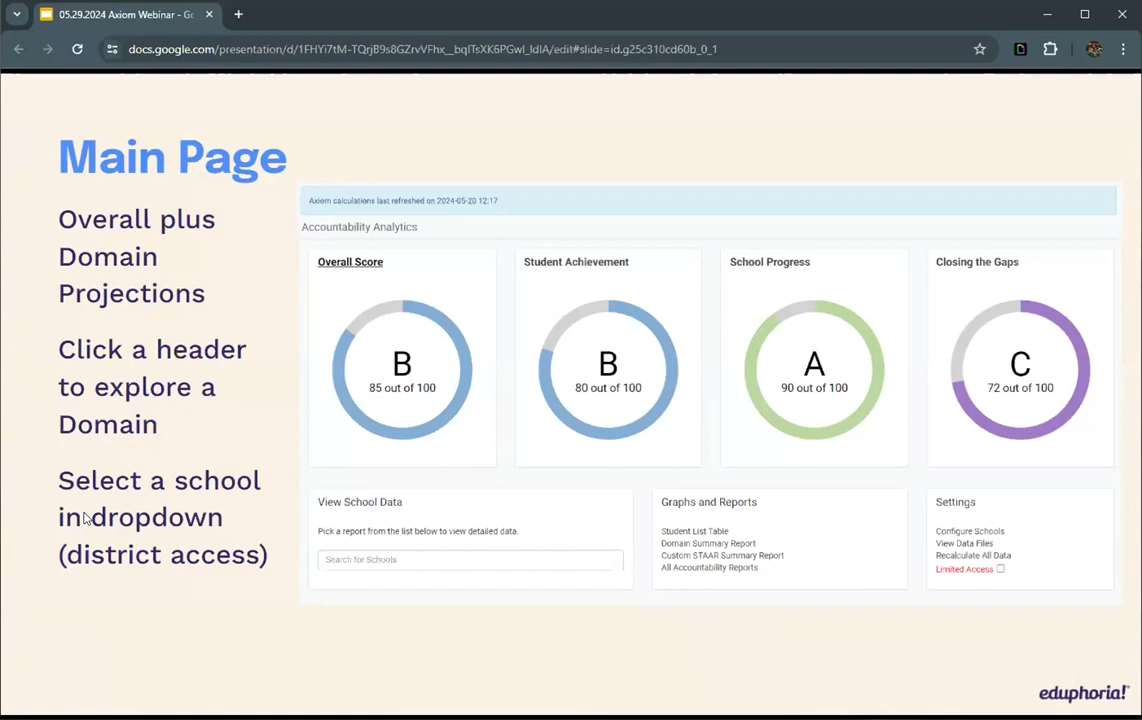 05.29.2024 Axiom Webinar - Go
docs.google.com/presentation/d/1FHYi7tM-TQrjB9s8GZrvVFhx__bqITsXK6PGwI_IdIA/edit#slide=id.g25c310cd60b_0_1
Main Page
Overall plus
Domain
Projections
Click a header
to explore a
Domain
Select a school
in dropdown
(district access)
Axiom calculations last refreshed on 2024-05-20 12:17
Accountability Analytics
Overall Score
B
85 out of 100
Student Achievement
B
80 out of 100
School Progress
A
90 out of 100
Closing the Gaps
C
72 out of 100
View School Data
Pick a report from the list below to view detailed data.
Search for Schools
Graphs and Reports
Student List Table
Domain Summary Report
Custom STAAR Summary Report
All Accountability Reports
Settings
Configure Schools
View Data Files
Recalculate All Data
Limited Access
eduphoria!